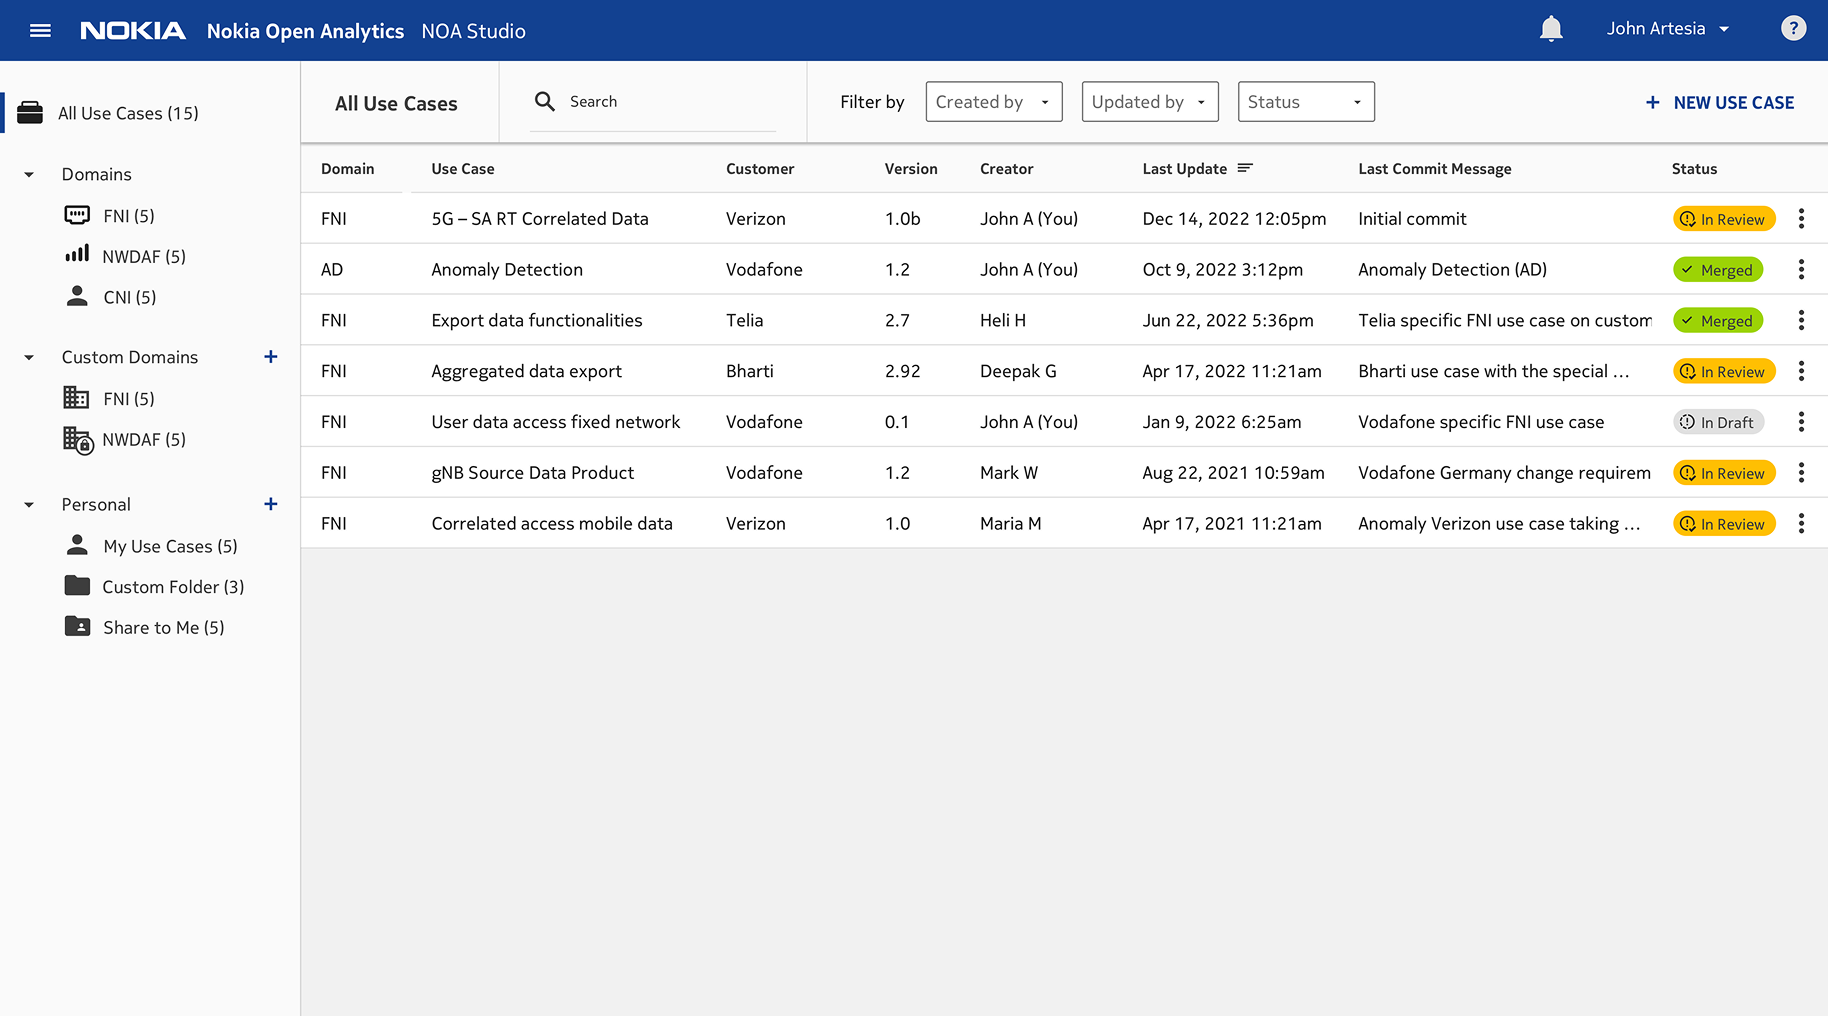 NOKIA Nokia Open Analytics NOA Studio John Artesia ?
All Use Cases (15)
Domains
FNI (5)
NWDAF (5)
CNI (5)
Custom Domains +
FNI (5)
NWDAF (5)
Personal +
My Use Cases (5)
Custom Folder (3)
Share to Me (5)
All Use Cases Search Filter by Created by Updated by Status + NEW USE CASE
Domain Use Case Customer Version Creator Last Update Last Commit Message Status
FNI 5G – SA RT Correlated Data Verizon 1.0b John A (You) Dec 14, 2022 12:05pm Initial commit In Review
AD Anomaly Detection Vodafone 1.2 John A (You) Oct 9, 2022 3:12pm Anomaly Detection (AD) Merged
FNI Export data functionalities Telia 2.7 Heli H Jun 22, 2022 5:36pm Telia specific FNI use case on custom Merged
FNI Aggregated data export Bharti 2.92 Deepak G Apr 17, 2022 11:21am Bharti use case with the special ... In Review
FNI User data access fixed network Vodafone 0.1 John A (You) Jan 9, 2022 6:25am Vodafone specific FNI use case In Draft
FNI gNB Source Data Product Vodafone 1.2 Mark W Aug 22, 2021 10:59am Vodafone Germany change requirem In Review
FNI Correlated access mobile data Verizon 1.0 Maria M Apr 17, 2021 11:21am Anomaly Verizon use case taking ... In Review